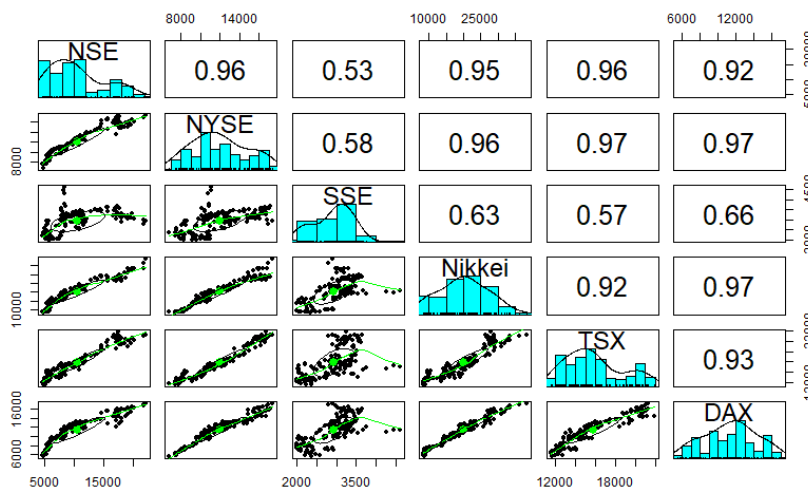 8000 14000 10000 25000 6000 12000
NSE 0.96 0.53 0.95 0.96 0.92
5000
8000 NYSE 0.58 0.96 0.97 0.97
SSE 0.63 0.57 0.66 4500
10000 Nikkei 0.92 0.97
TSX 0.93
6000 16000 DAX
5000 15000 2000 3500 12000 18000